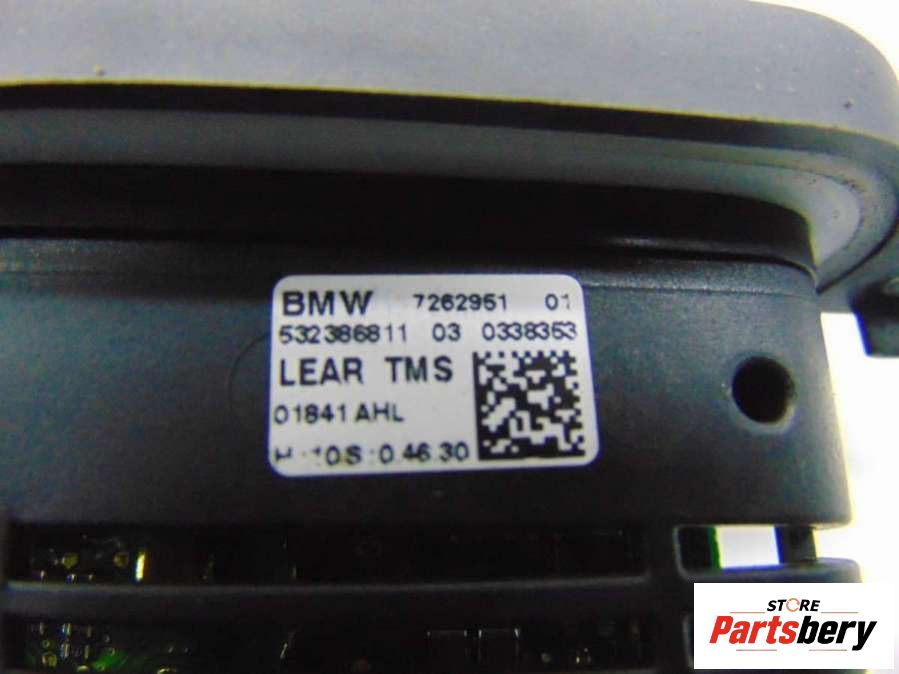 BMW 7262951 01
532386811 03 0338353
LEAR TMS
01841 AHL
STORE
Partsbery